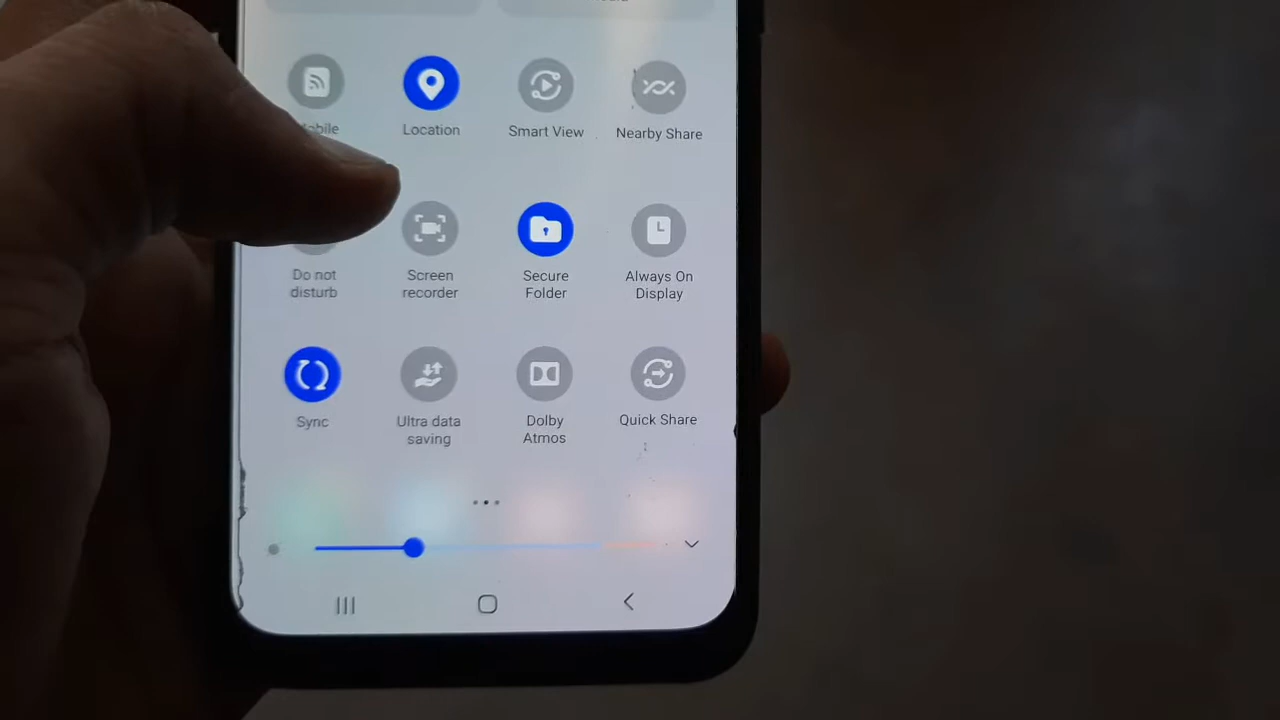 Location
Smart View
Nearby Share
Do not
disturb
Screen
recorder
Secure
Folder
Always On
Display
Sync
Ultra data
saving
Dolby
Atmos
Quick Share